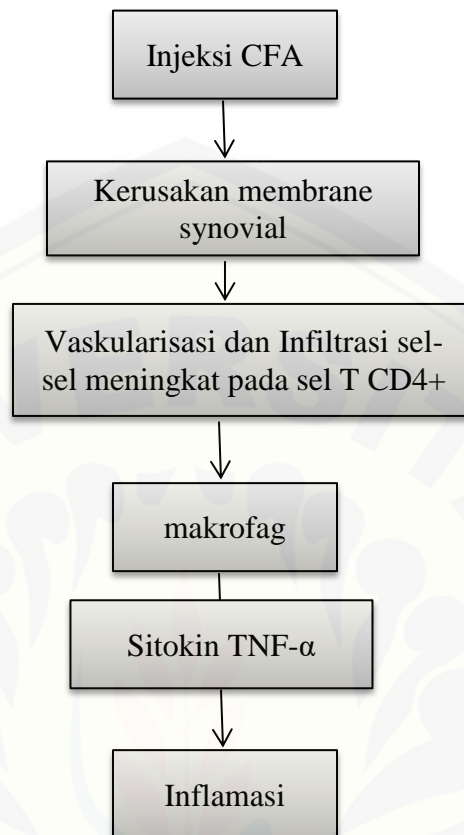 Injeksi CFA
Kerusakan membrane
synovial
Vaskularisasi dan Infiltrasi sel-
sel meningkat pada sel T CD4+
makrofag
Sitokin TNF-α
Inflamasi